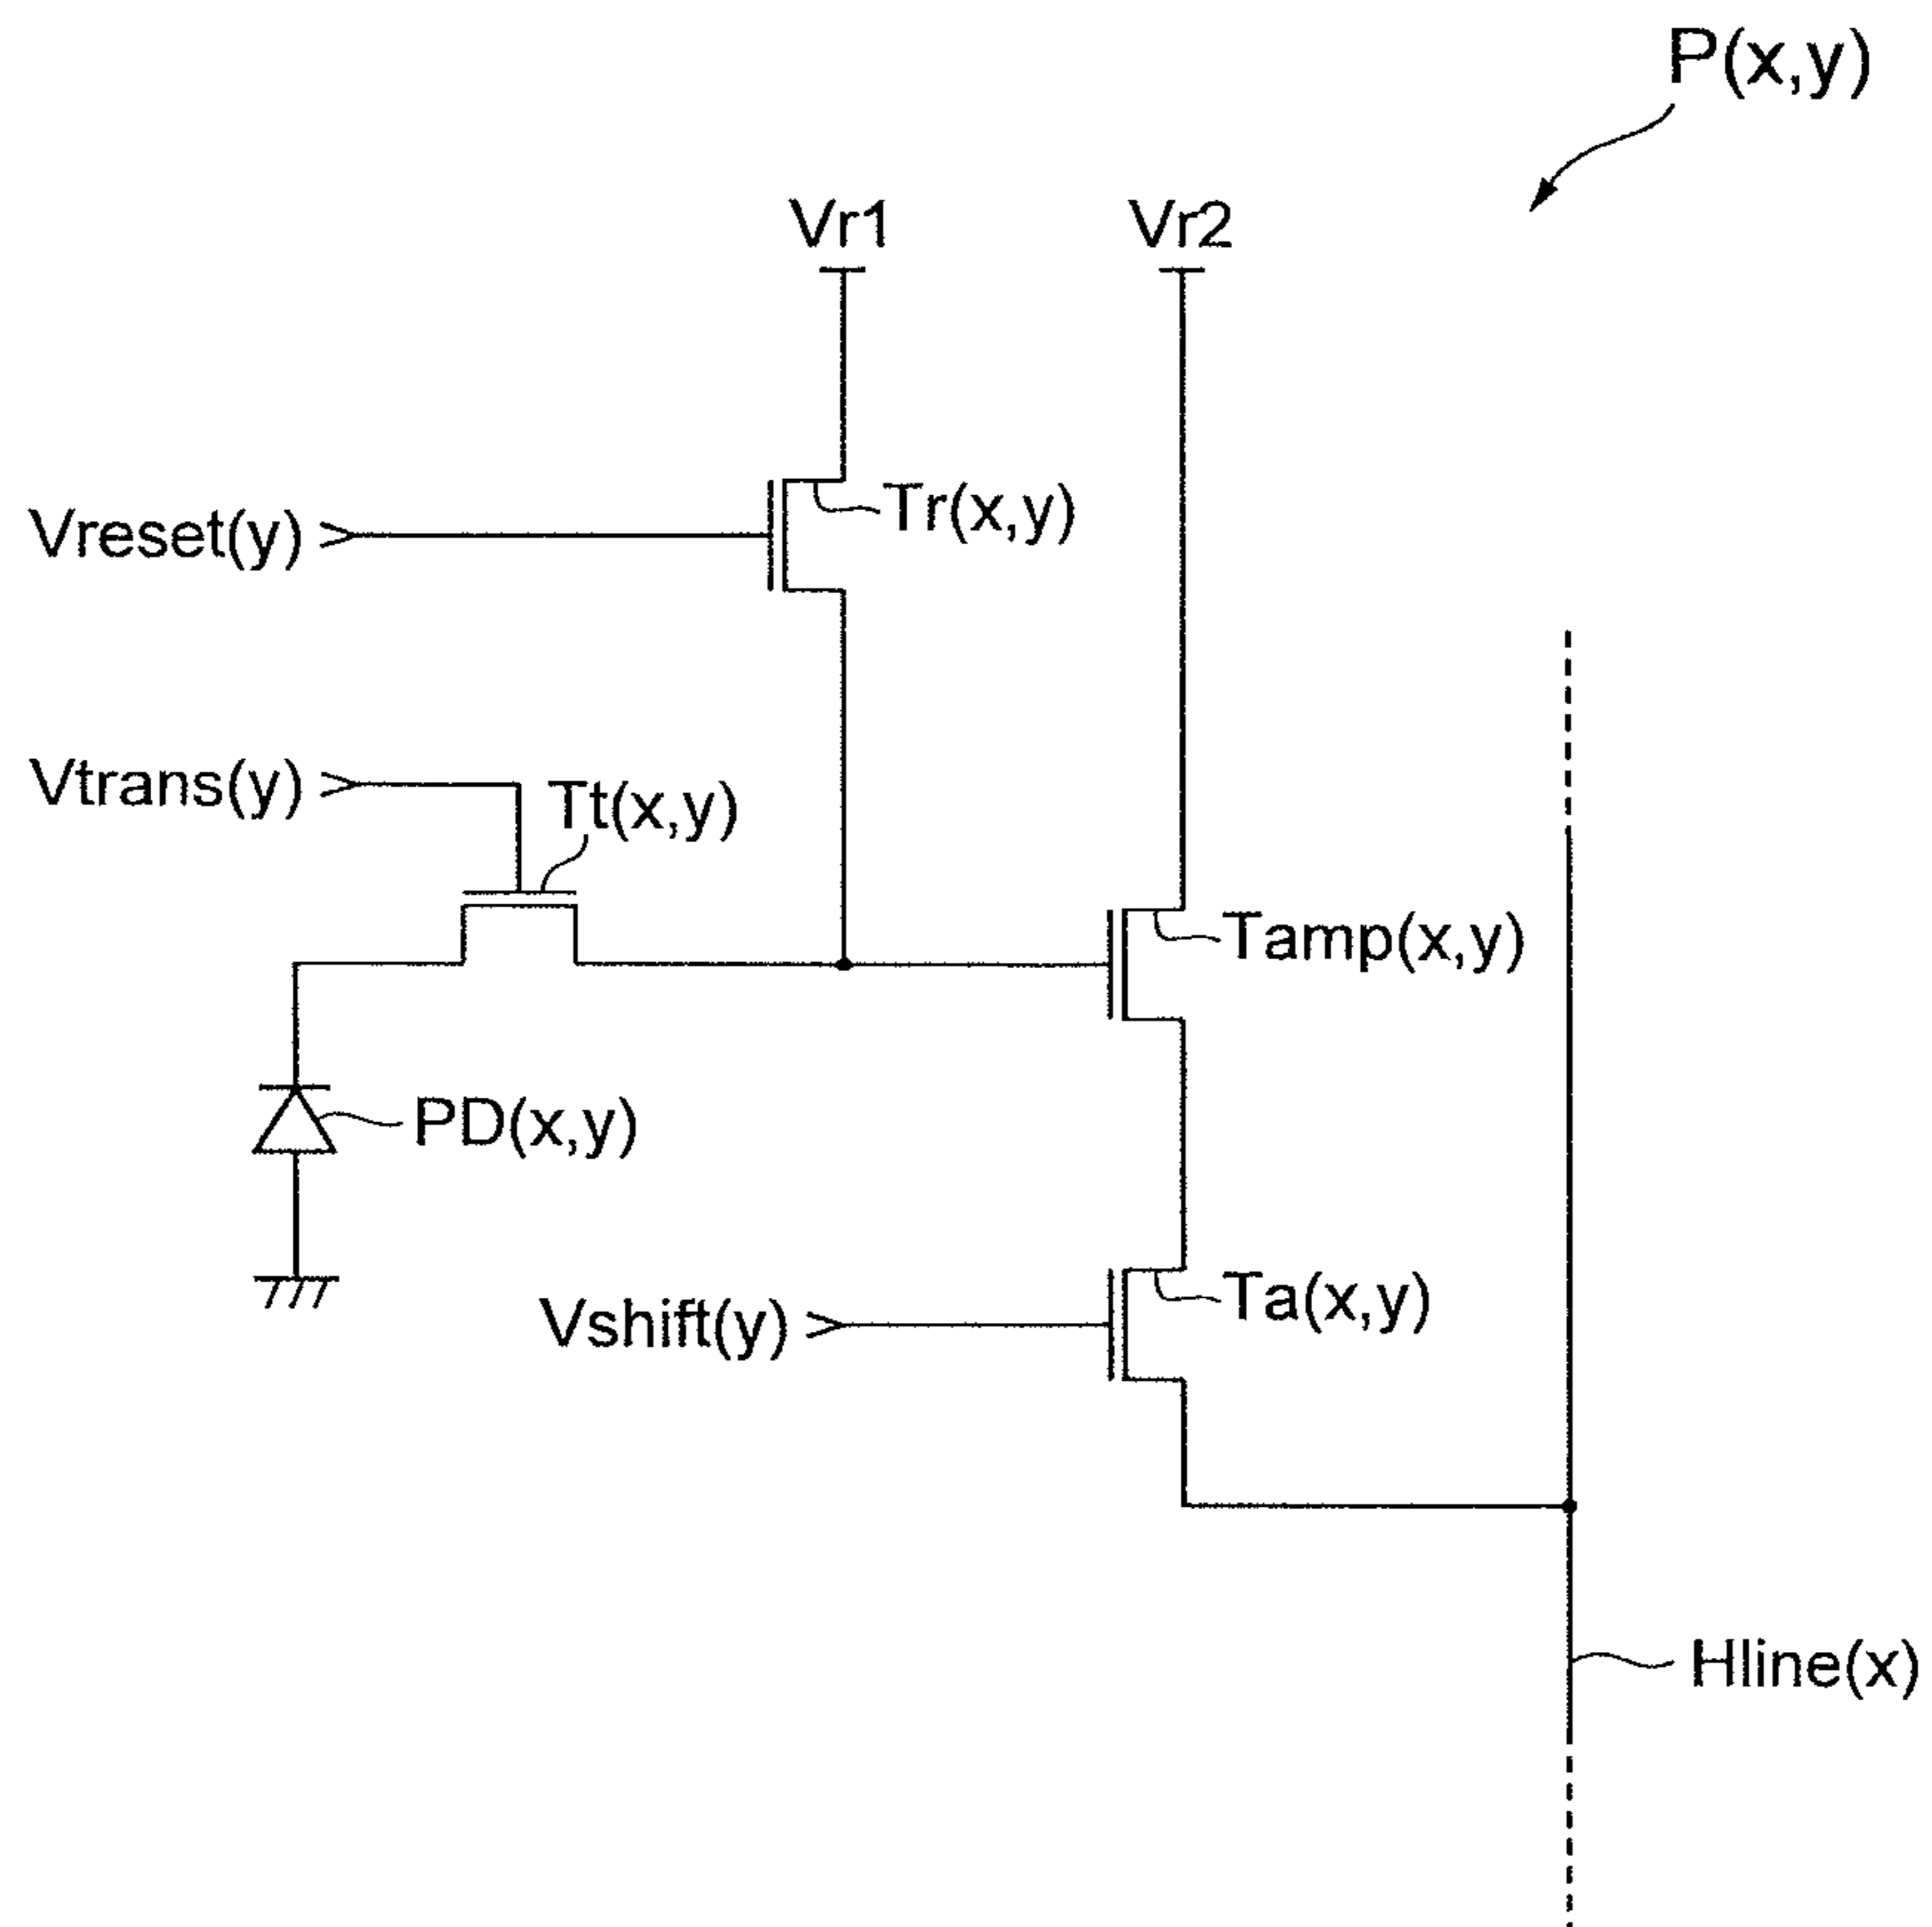 P(x,y)
Vr1
Vr2
Tr(x,y)
Vreset(y)
Vtrans(y)
Tt(x,y)
Tamp(x,y)
PD(x,y)
Ta(x,y)
Vshift(y)
Hline(x)